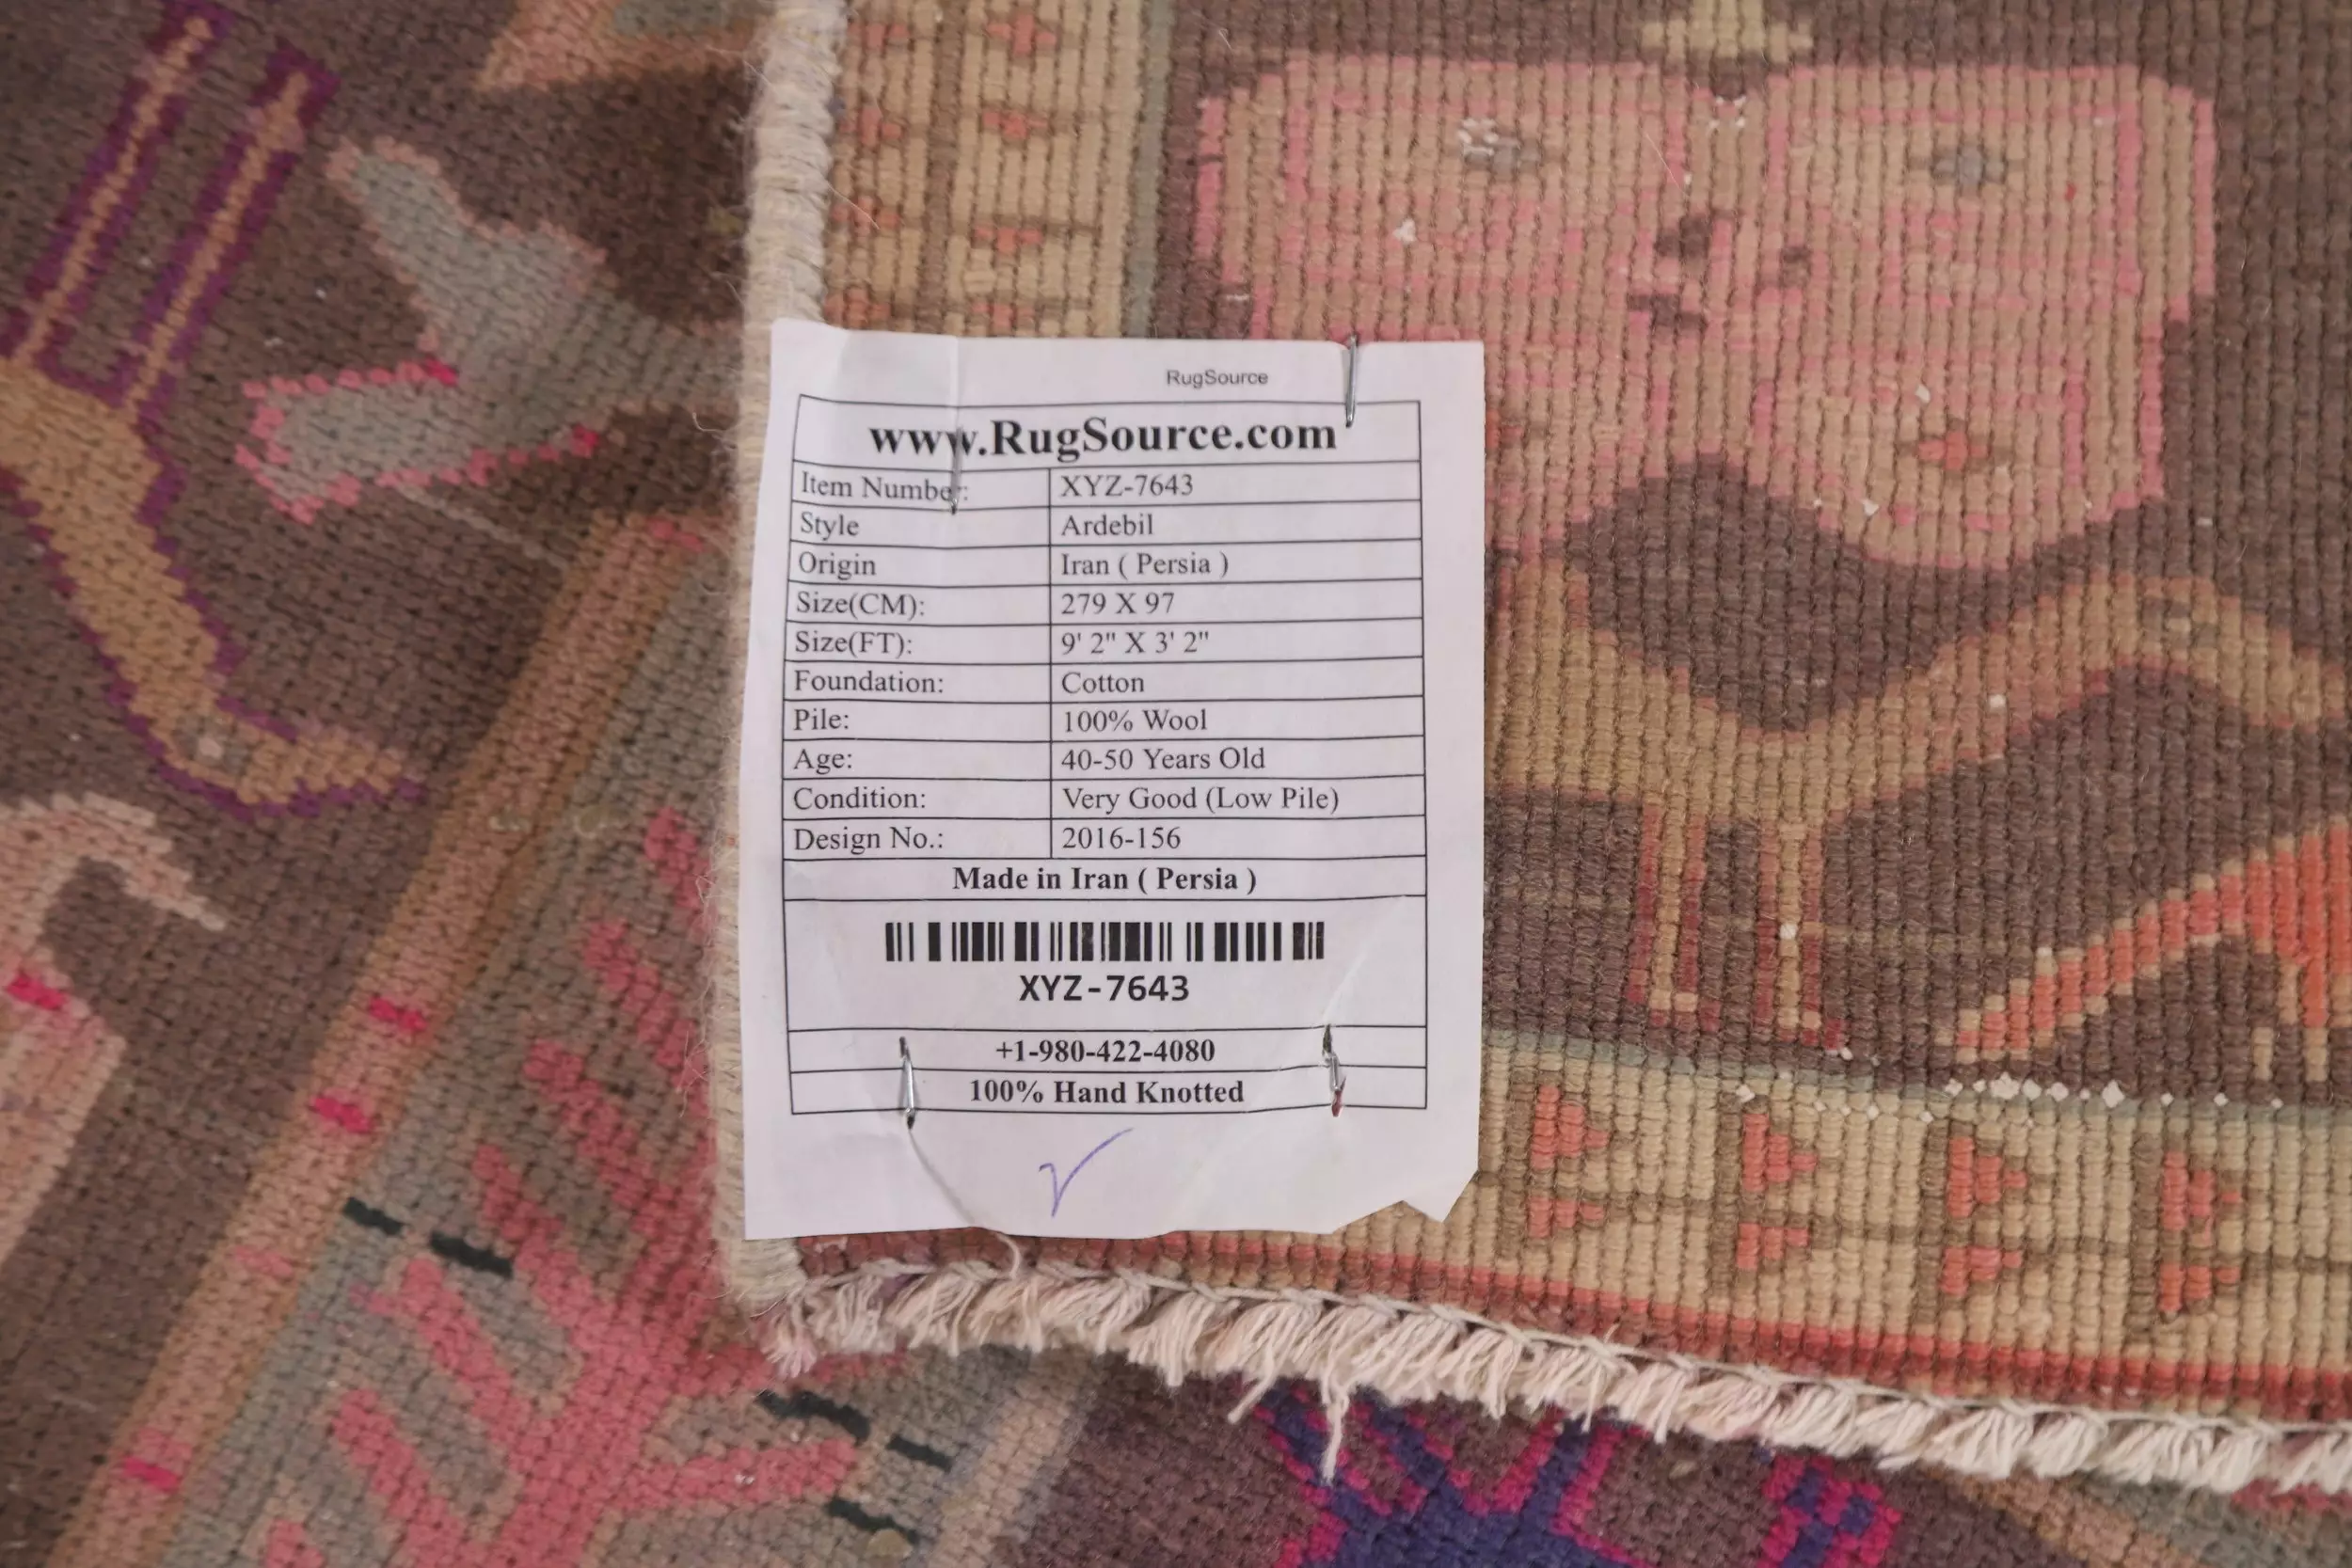 RugSource
www.RugSource.com
Item Number: XYZ-7643
Style Ardebil
Origin Iran ( Persia )
Size(CM): 279 X 97
Size(FT): 9' 2" X 3' 2"
Foundation: Cotton
Pile: 100% Wool
Age: 40-50 Years Old
Condition: Very Good (Low Pile)
Design No.: 2016-156
Made in Iran ( Persia )
XYZ-7643
+1-980-422-4080
100% Hand Knotted